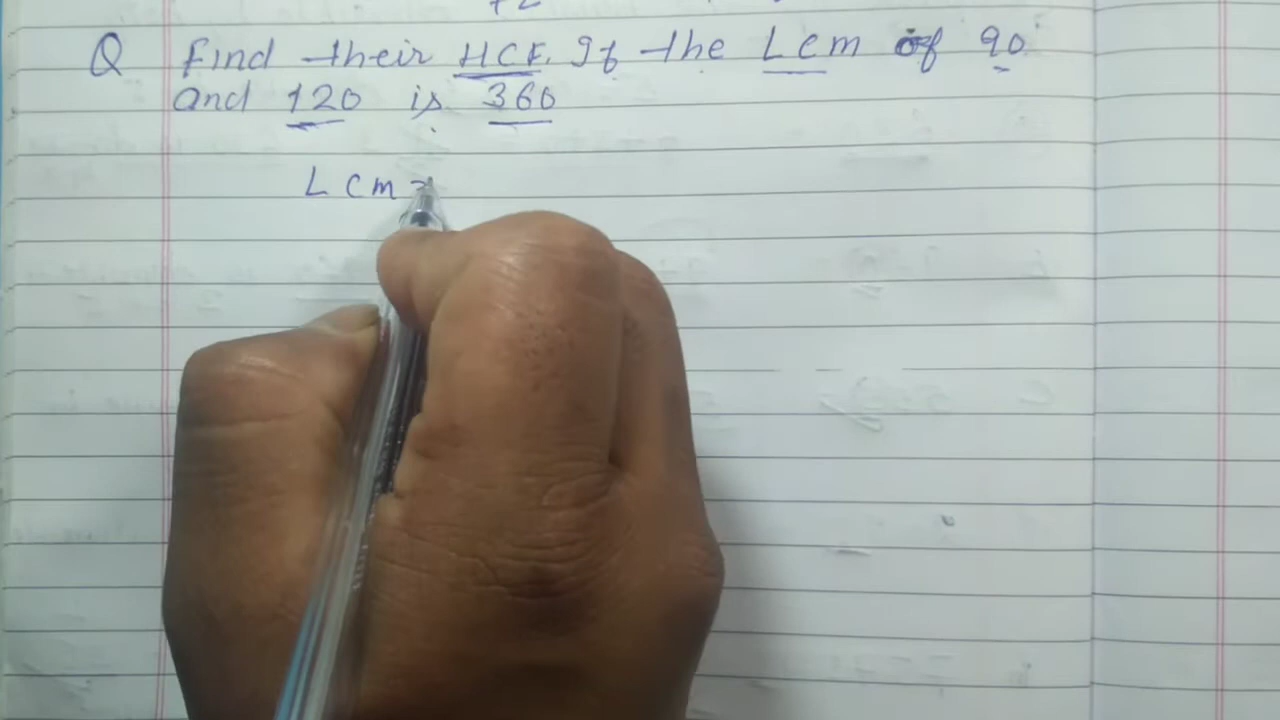 Q Find their HCF. If the Lcm of 90
and 120 is 360
Lcm =